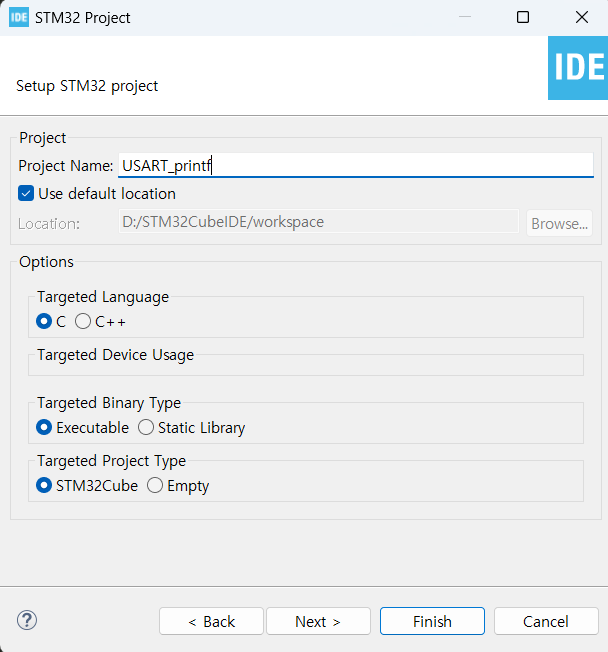 IDE STM32 Project
IDE
Setup STM32 project
Project
Project Name: USART_printf
Use default location
Location: D:/STM32CubeIDE/workspace Browse...
Options
Targeted Language
C C++
Targeted Device Usage
Targeted Binary Type
Executable Static Library
Targeted Project Type
STM32Cube Empty
? < Back Next > Finish Cancel